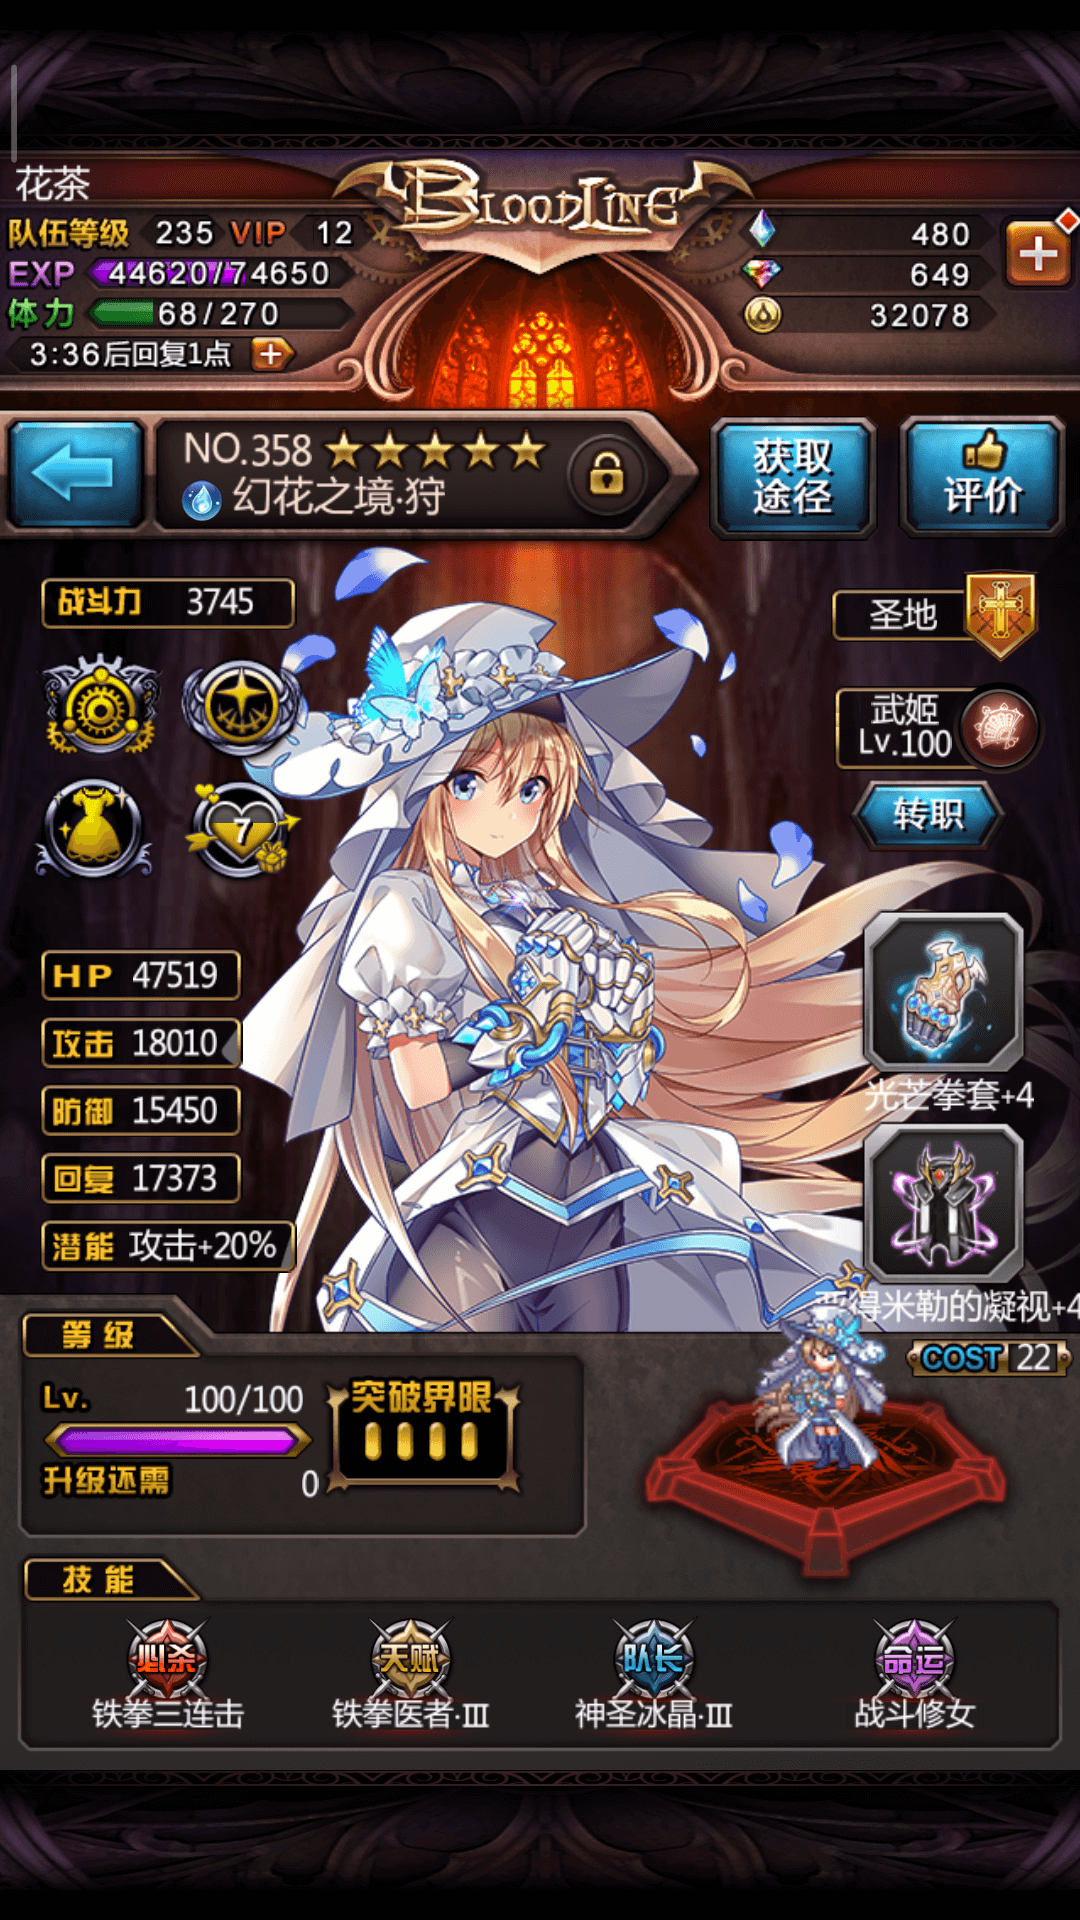 花茶
BLOODLINE
队伍等级 235 VIP 12
480
EXP 44620/74650
649
体力 68/270
32078
3:36后回复1点
NO.358
幻花之境·狩
获取
途径
评价
战斗力 3745
圣地
武姬
Lv.100
转职
7
HP 47519
攻击 18010
防御 15450
回复 17373
潜能 攻击+20%
光芒拳套+4
得米勒的凝视+4
COST 22
等级
Lv. 100/100
突破界限
升级还需 0
技能
必杀
天赋
队长
命运
铁拳三连击
铁拳医者·III
神圣冰晶·III
战斗修女